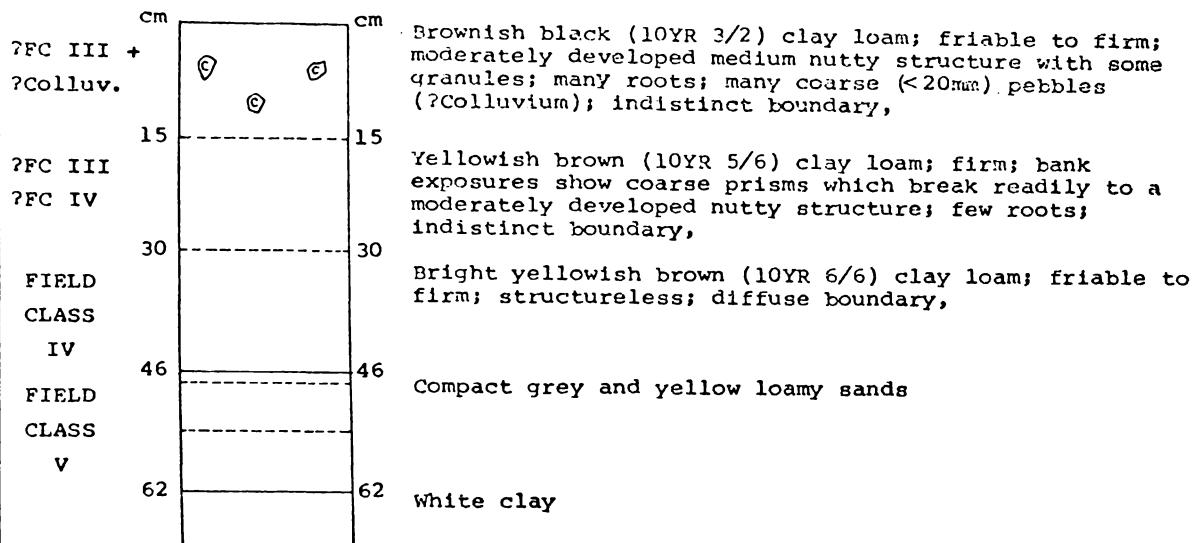 cm
cm
?FC III +
?Colluv.
C
C
C
Brownish black (10YR 3/2) clay loam; friable to firm;
moderately developed medium nutty structure with some
granules; many roots; many coarse (<20mm) pebbles
(?Colluvium); indistinct boundary,
15
15
?FC III
?FC IV
Yellowish brown (10YR 5/6) clay loam; firm; bank
exposures show coarse prisms which break readily to a
moderately developed nutty structure; few roots;
indistinct boundary,
30
30
FIELD
CLASS
IV
Bright yellowish brown (10YR 6/6) clay loam; friable to
firm; structureless; diffuse boundary,
46
46
FIELD
CLASS
V
Compact grey and yellow loamy sands
62
62
White clay